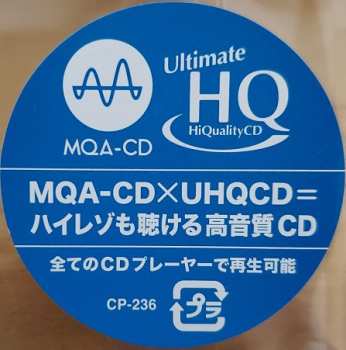 Ultimate
HQ
HiQualityCD
MQA-CD
MQA-CD×UHQCD=
ハイレゾも聴ける高音質CD
全てのCDプレーヤーで再生可能
CP-236
プラ